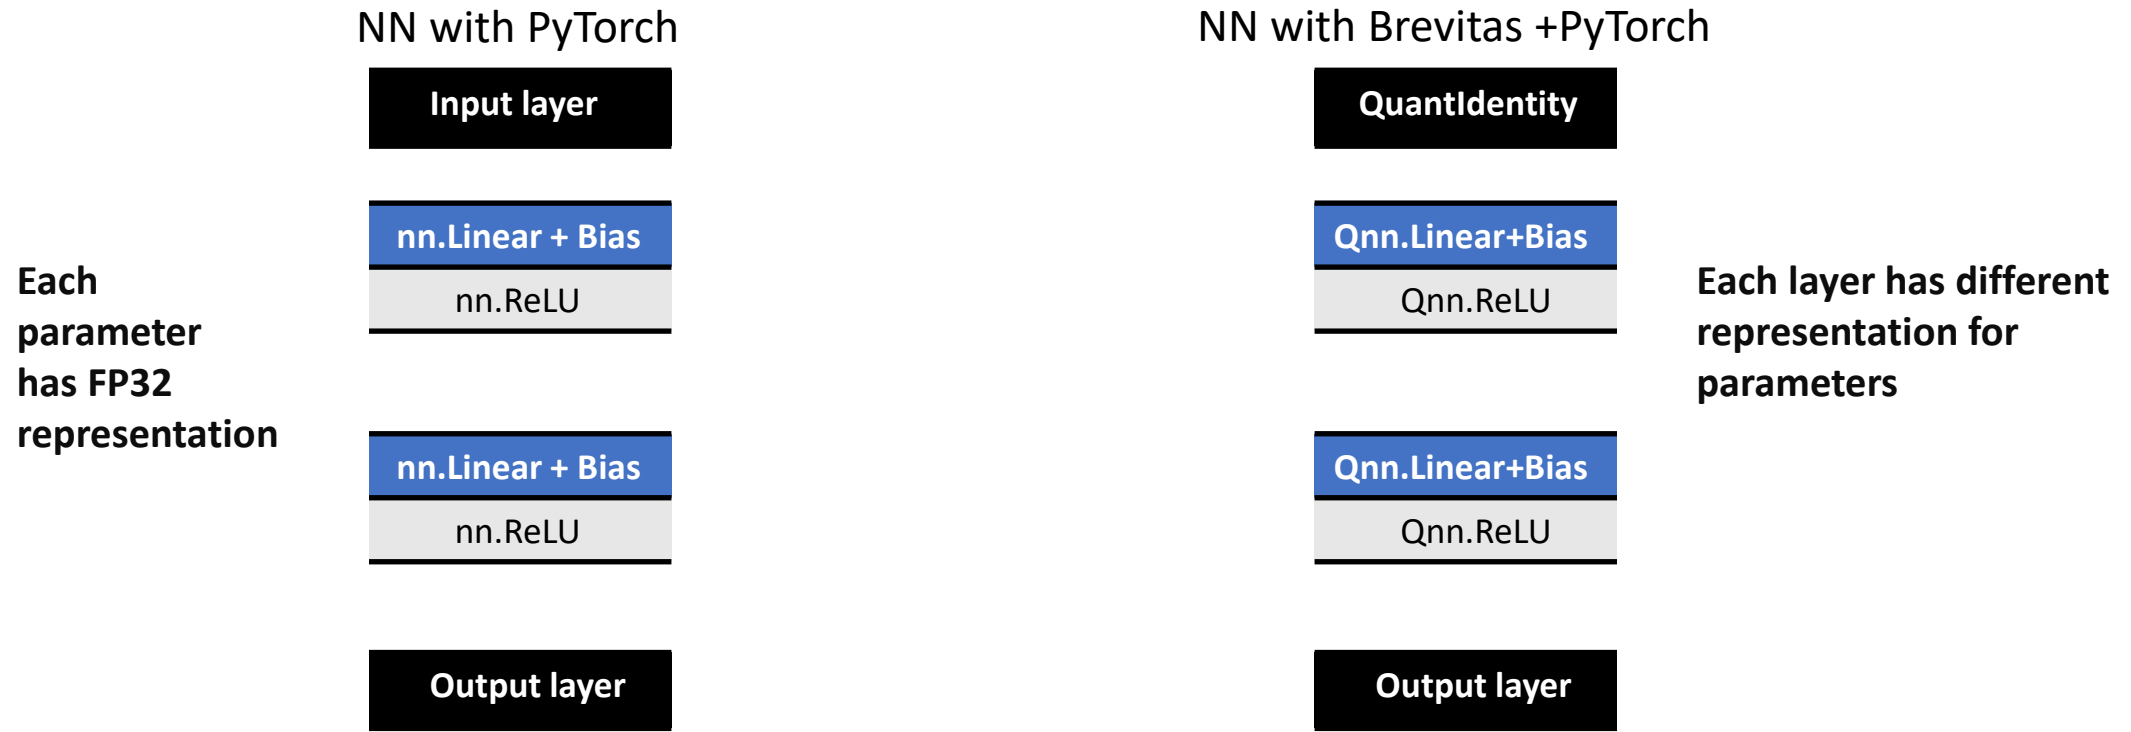 NN with PyTorch
Input layer
nn.Linear + Bias
nn.ReLU
nn.Linear + Bias
nn.ReLU
Output layer
Each
parameter
has FP32
representation
NN with Brevitas +PyTorch
QuantIdentity
Qnn.Linear+Bias
Qnn.ReLU
Qnn.Linear+Bias
Qnn.ReLU
Output layer
Each layer has different
representation for
parameters